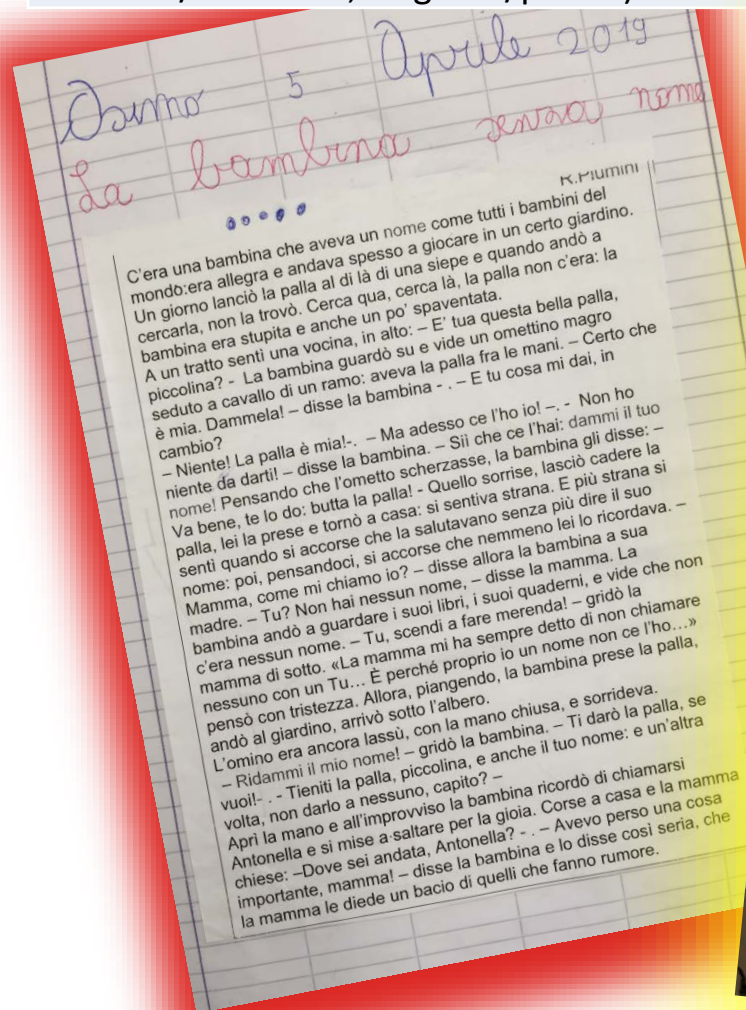 Osimo 5 Aprile 2019
La bambina senza nome
R. Piumini
C'era una bambina che aveva un nome come tutti i bambini del
mondo:era allegra e andava spesso a giocare in un certo giardino.
Un giorno lanciò la palla al di là di una siepe e quando andò a
cercarla, non la trovò. Cerca qua, cerca là, la palla non c'era: la
bambina era stupita e anche un po' spaventata.
A un tratto sentì una vocina, in alto: – E' tua questa bella palla,
piccolina? - La bambina guardò su e vide un omettino magro
seduto a cavallo di un ramo: aveva la palla fra le mani. – Certo che
è mia. Dammela! – disse la bambina - . – E tu cosa mi dai, in
cambio?
– Niente! La palla è mia!-. – Ma adesso ce l'ho io! –. - Non ho
niente da darti! – disse la bambina. – Sìì che ce l'hai: dammi il tuo
nome! Pensando che l'ometto scherzasse, la bambina gli disse: –
Va bene, te lo do: butta la palla! - Quello sorrise, lasciò cadere la
palla, lei la prese e tornò a casa: si sentiva strana. E più strana si
sentì quando si accorse che la salutavano senza più dire il suo
nome: poi, pensandoci, si accorse che nemmeno lei lo ricordava. –
Mamma, come mi chiamo io? – disse allora la bambina a sua
madre. – Tu? Non hai nessun nome, – disse la mamma. La
bambina andò a guardare i suoi libri, i suoi quaderni, e vide che non
c'era nessun nome. – Tu, scendi a fare merenda! – gridò la
mamma di sotto. «La mamma mi ha sempre detto di non chiamare
nessuno con un Tu... È perché proprio io un nome non ce l'ho...»
pensò con tristezza. Allora, piangendo, la bambina prese la palla,
andò al giardino, arrivò sotto l'albero.
L'omino era ancora lassù, con la mano chiusa, e sorrideva.
– Ridammi il mio nome! – gridò la bambina. – Ti darò la palla, se
vuoi!- . - Tieniti la palla, piccolina, e anche il tuo nome: e un'altra
volta, non darlo a nessuno, capito? –
Aprì la mano e all'improvviso la bambina ricordò di chiamarsi
Antonella e si mise a saltare per la gioia. Corse a casa e la mamma
chiese: –Dove sei andata, Antonella? - . – Avevo perso una cosa
importante, mamma! – disse la bambina e lo disse così seria, che
la mamma le diede un bacio di quelli che fanno rumore.